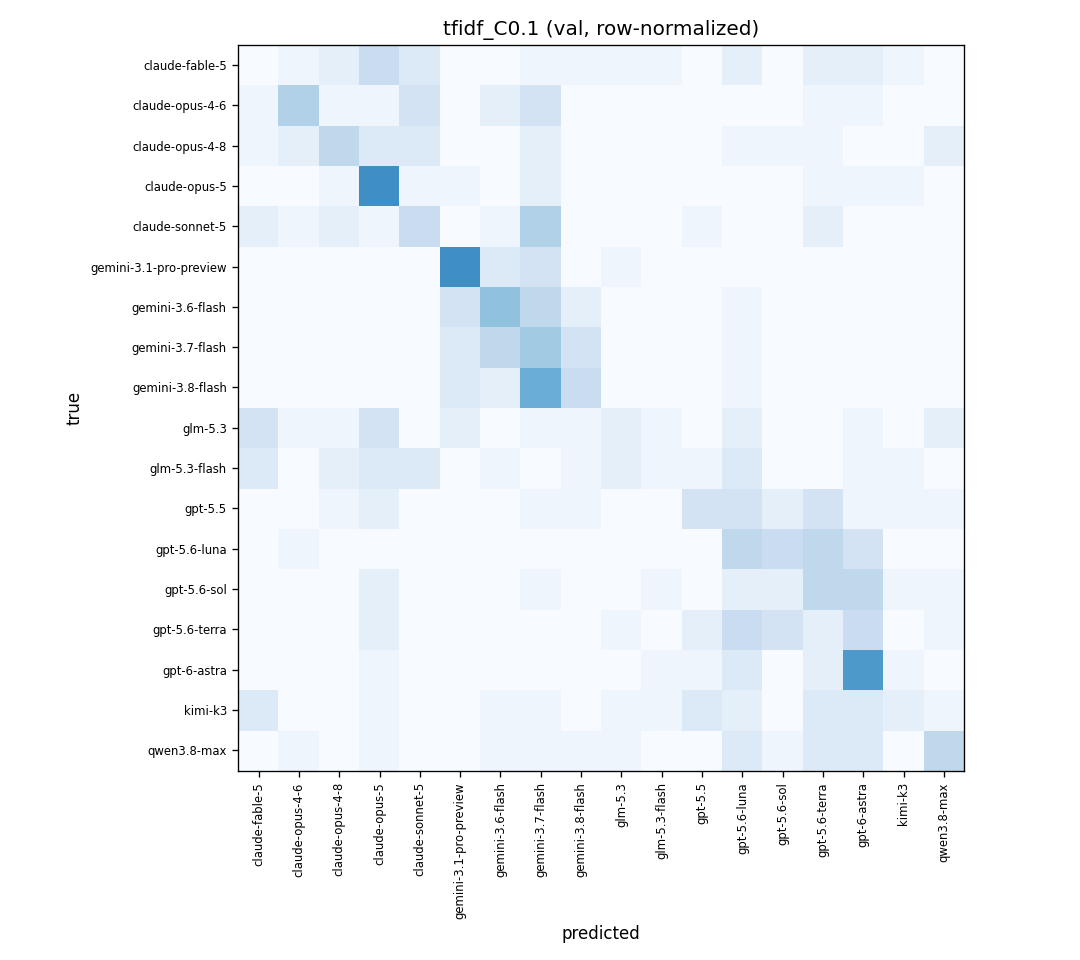 tfidf_C0.1 (val, row-normalized)
claude-fable-5
claude-opus-4-6
claude-opus-4-8
claude-opus-5
claude-sonnet-5
gemini-3.1-pro-preview
gemini-3.6-flash
gemini-3.7-flash
gemini-3.8-flash
glm-5.3
glm-5.3-flash
gpt-5.5
gpt-5.6-luna
gpt-5.6-sol
gpt-5.6-terra
gpt-6-astra
kimi-k3
qwen3.8-max
true
claude-fable-5
claude-opus-4-6
claude-opus-4-8
claude-opus-5
claude-sonnet-5
gemini-3.1-pro-preview
gemini-3.6-flash
gemini-3.7-flash
gemini-3.8-flash
glm-5.3
glm-5.3-flash
gpt-5.5
gpt-5.6-luna
gpt-5.6-sol
gpt-5.6-terra
gpt-6-astra
kimi-k3
qwen3.8-max
predicted